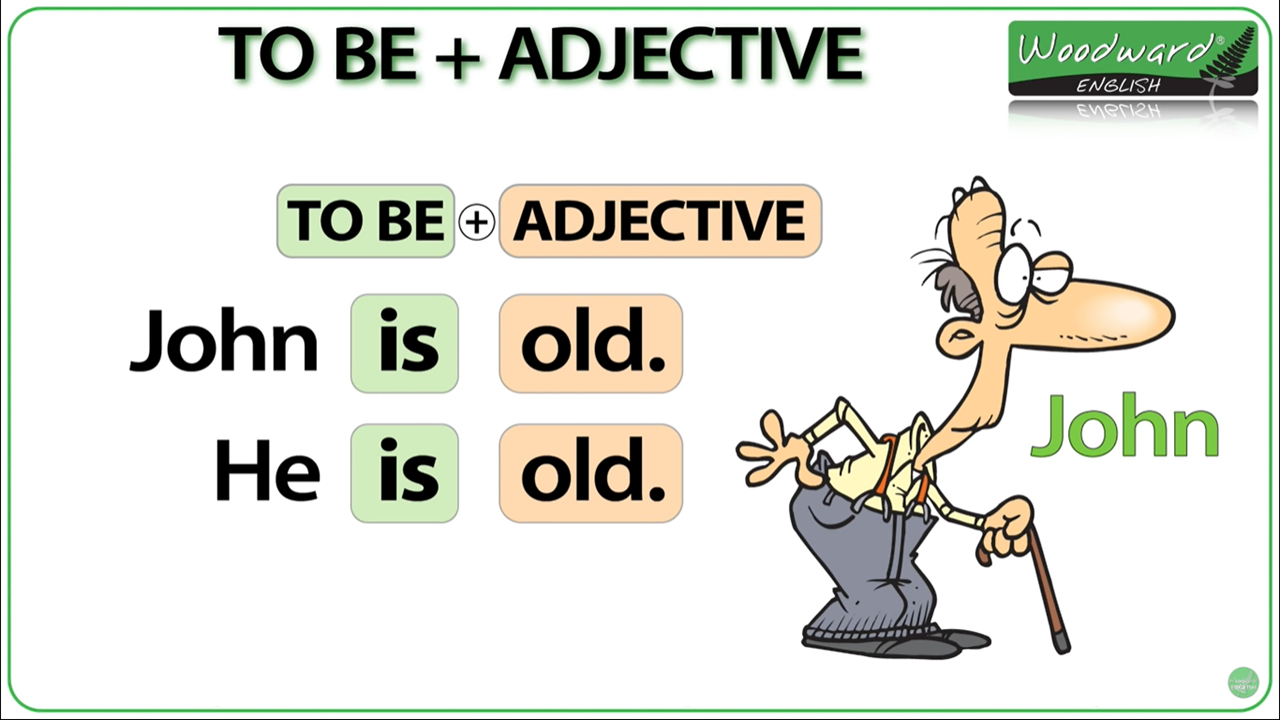 TO BE + ADJECTIVE
Woodward®
ENGLISH
TO BE + ADJECTIVE
John is old.
He is old.
John